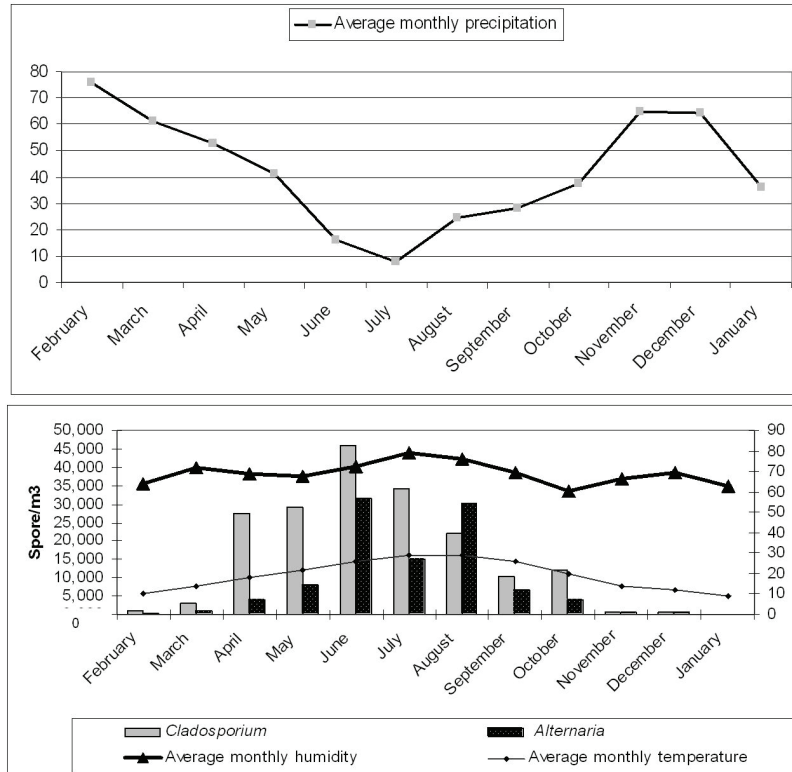 Average monthly precipitation
80
70
60
50
40
30
20
10
0
February
March
April
May
June
July
August
September
October
November
December
January
50,000
45,000
40,000
35,000
30,000
25,000
20,000
15,000
10,000
5,000
0
Spore/m3
90
80
70
60
50
40
30
20
10
0
February
March
April
May
June
July
August
September
October
November
December
January
Cladosporium
Alternaria
Average monthly humidity
Average monthly temperature